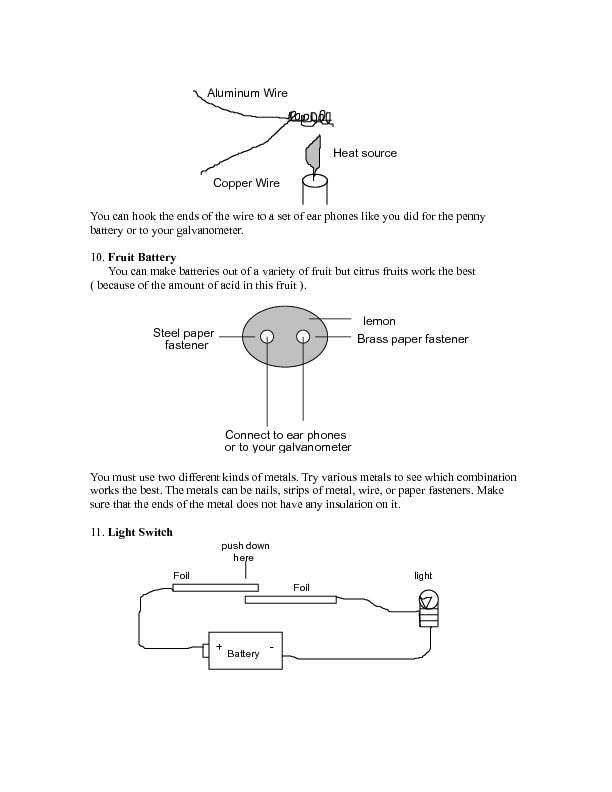 Aluminum Wire
Heat source
Copper Wire
You can hook the ends of the wire to a set of ear phones like you did for the penny
battery or to your galvanometer.
10. Fruit Battery
You can make batteries out of a variety of fruit but citrus fruits work the best
( because of the amount of acid in this fruit ).
lemon
Steel paper
fastener
Brass paper fastener
Connect to ear phones
or to your galvanometer
You must use two different kinds of metals. Try various metals to see which combination
works the best. The metals can be nails, strips of metal, wire, or paper fasteners. Make
sure that the ends of the metal does not have any insulation on it.
11. Light Switch
push down
here
Foil
Foil
light
+ Battery -